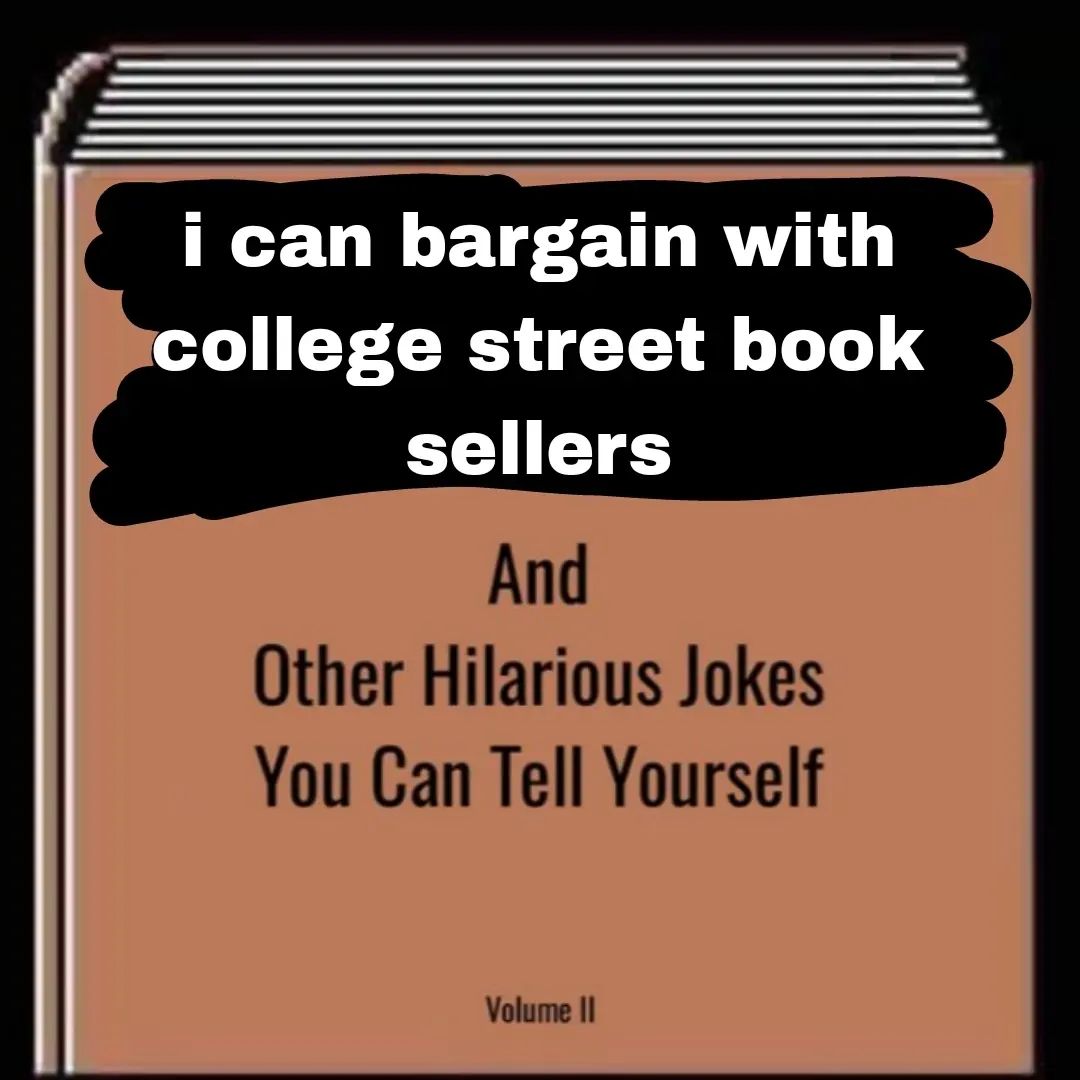 i can bargain with
college street book
sellers
And
Other Hilarious Jokes
You Can Tell Yourself
Volume II